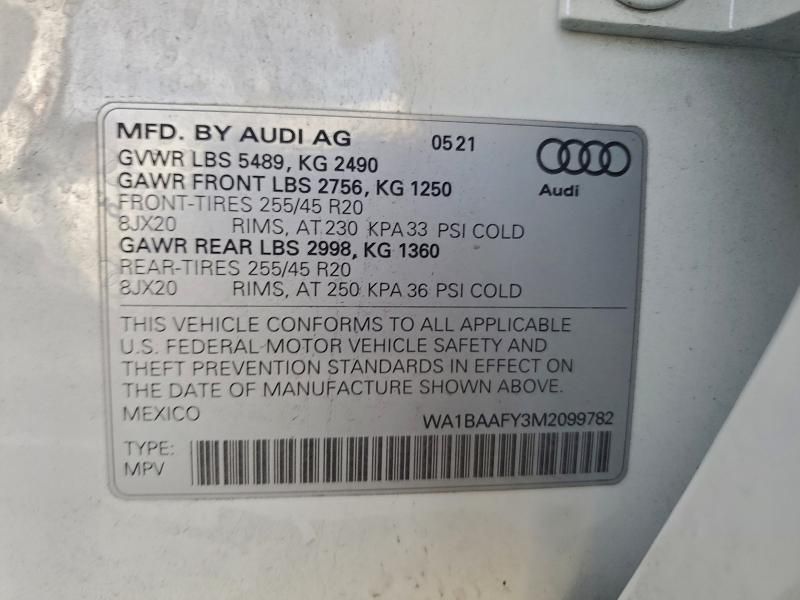 MFD. BY AUDI AG 05 21
GVWR LBS 5489, KG 2490
GAWR FRONT LBS 2756, KG 1250
Audi
FRONT-TIRES 255/45 R20
8JX20 RIMS, AT 230 KPA 33 PSI COLD
GAWR REAR LBS 2998, KG 1360
REAR-TIRES 255/45 R20
8JX20 RIMS, AT 250 KPA 36 PSI COLD
THIS VEHICLE CONFORMS TO ALL APPLICABLE
U.S. FEDERAL-MOTOR VEHICLE SAFETY AND
THEFT PREVENTION STANDARDS IN EFFECT ON
THE DATE OF MANUFACTURE SHOWN ABOVE.
MEXICO WA1BAAFY3M2099782
TYPE:
MPV